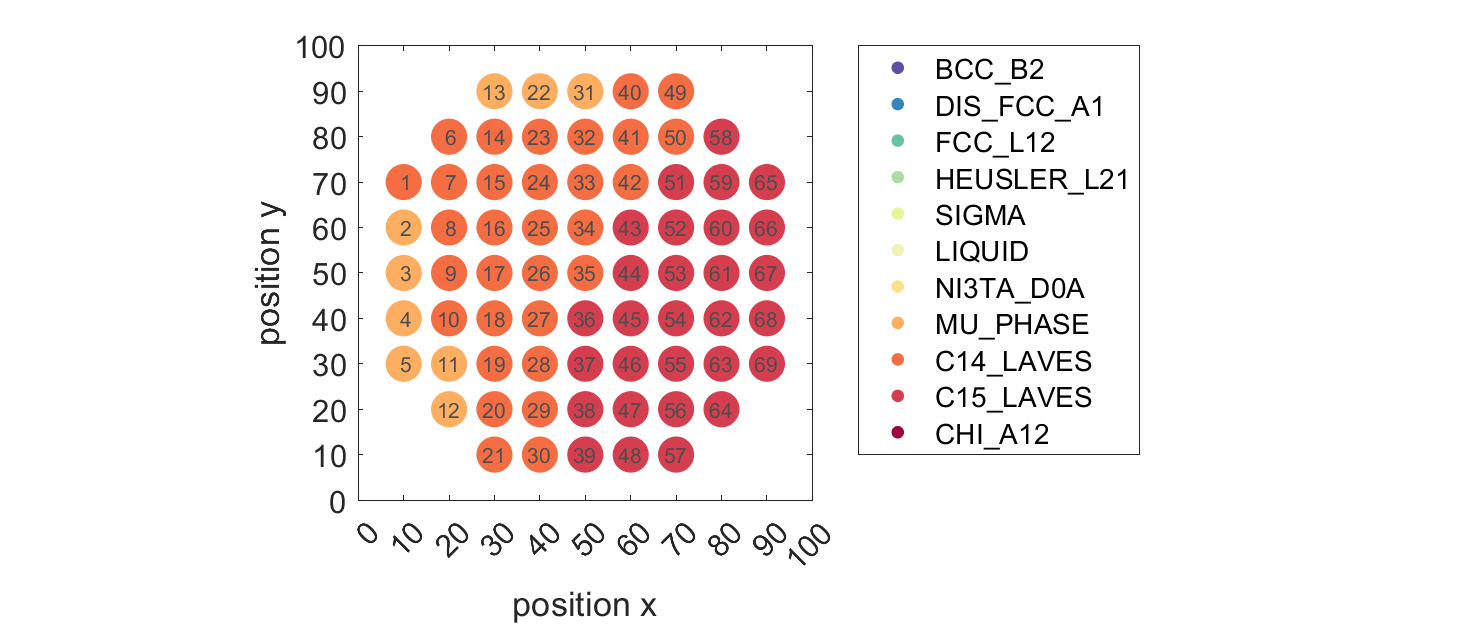 100
90 13 22 31 40 49
80 6 14 23 32 41 50 58
70 1 7 15 24 33 42 51 59 65
60 2 8 16 25 34 43 52 60 66
50 3 9 17 26 35 44 53 61 67
40 4 10 18 27 36 45 54 62 68
30 5 11 19 28 37 46 55 63 69
20 12 20 29 38 47 56 64
10 21 30 39 48 57
0
0 10 20 30 40 50 60 70 80 90 100
position x
position y
BCC_B2
DIS_FCC_A1
FCC_L12
HEUSLER_L21
SIGMA
LIQUID
NI3TA_D0A
MU_PHASE
C14_LAVES
C15_LAVES
CHI_A12